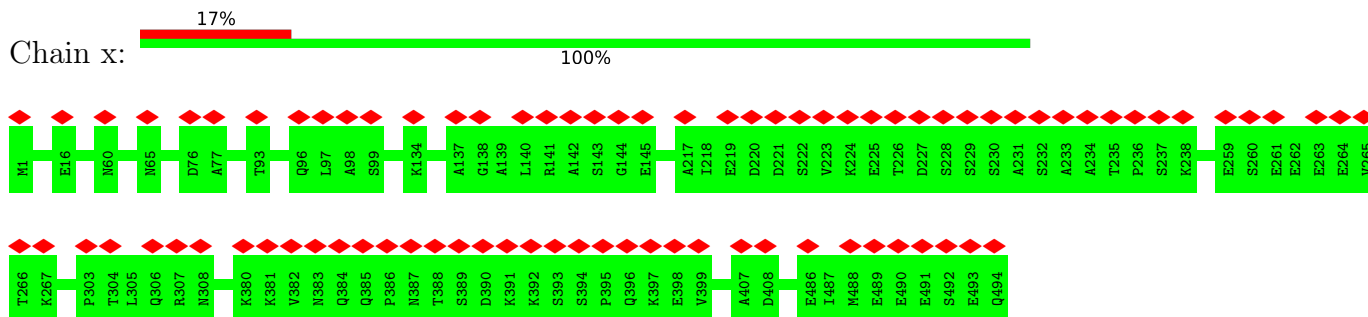 17%
Chain x:
100%
M1 E16 N60 N65 D76 A77 T93 Q96 L97 A98 S99 K134 A137 G138 A139 L140 R141 A142 S143 G144 E145 A217 I218 E219 D220 D221 S222 V223 K224 E225 T226 D227 S228 S229 S230 A231 S232 A233 A234 T235 P236 S237 K238 E259 S260 E261 E262 E263 E264 V265
T266 K267 P303 T304 L305 Q306 R307 N308 K380 K381 V382 N383 Q384 Q385 P386 N387 T388 S389 D390 K391 K392 S393 S394 P395 Q396 K397 E398 V399 A407 D408 E486 I487 M488 E489 E490 E491 S492 E493 Q494